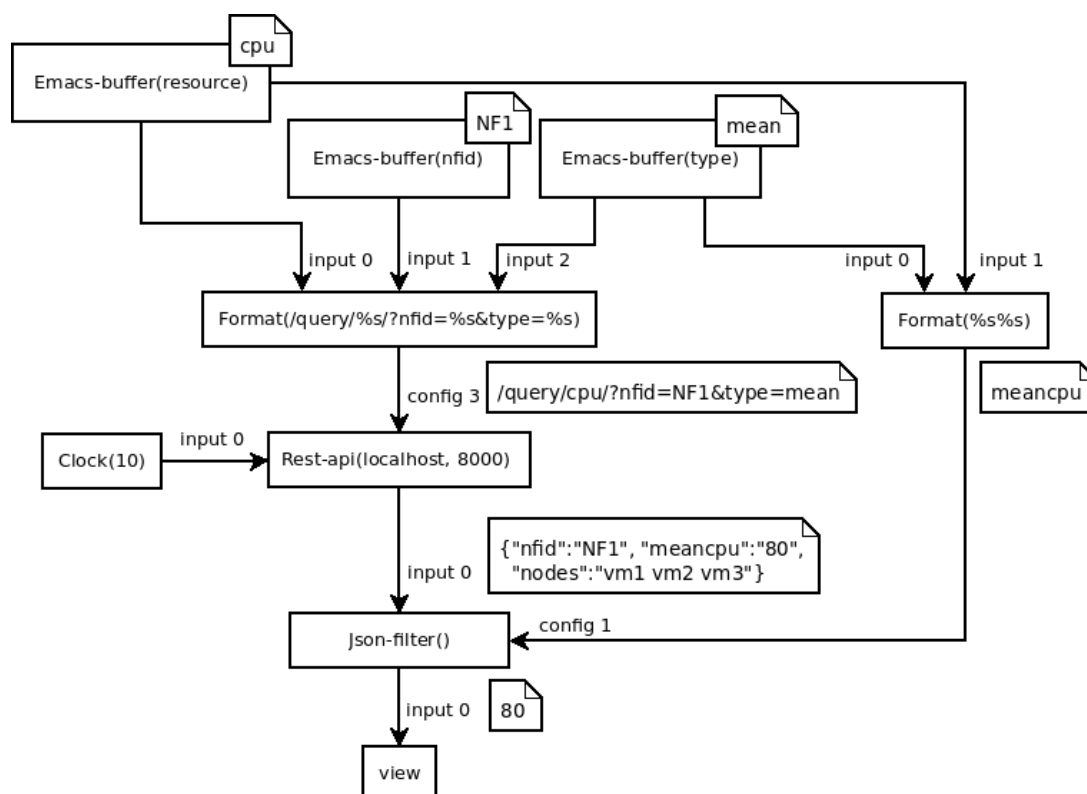 cpu
Emacs-buffer(resource)
NF1
mean
Emacs-buffer(nfid)
Emacs-buffer(type)
input 0
input 1
input 2
input 0
input 1
Format(/query/%s/?nfid=%s&type=%s)
Format(%s%s)
config 3
/query/cpu/?nfid=NF1&type=mean
meancpu
input 0
Clock(10)
Rest-api(localhost, 8000)
{"nfid":"NF1", "meancpu":"80",
"nodes":"vm1 vm2 vm3"}
input 0
config 1
Json-filter()
input 0
80
view